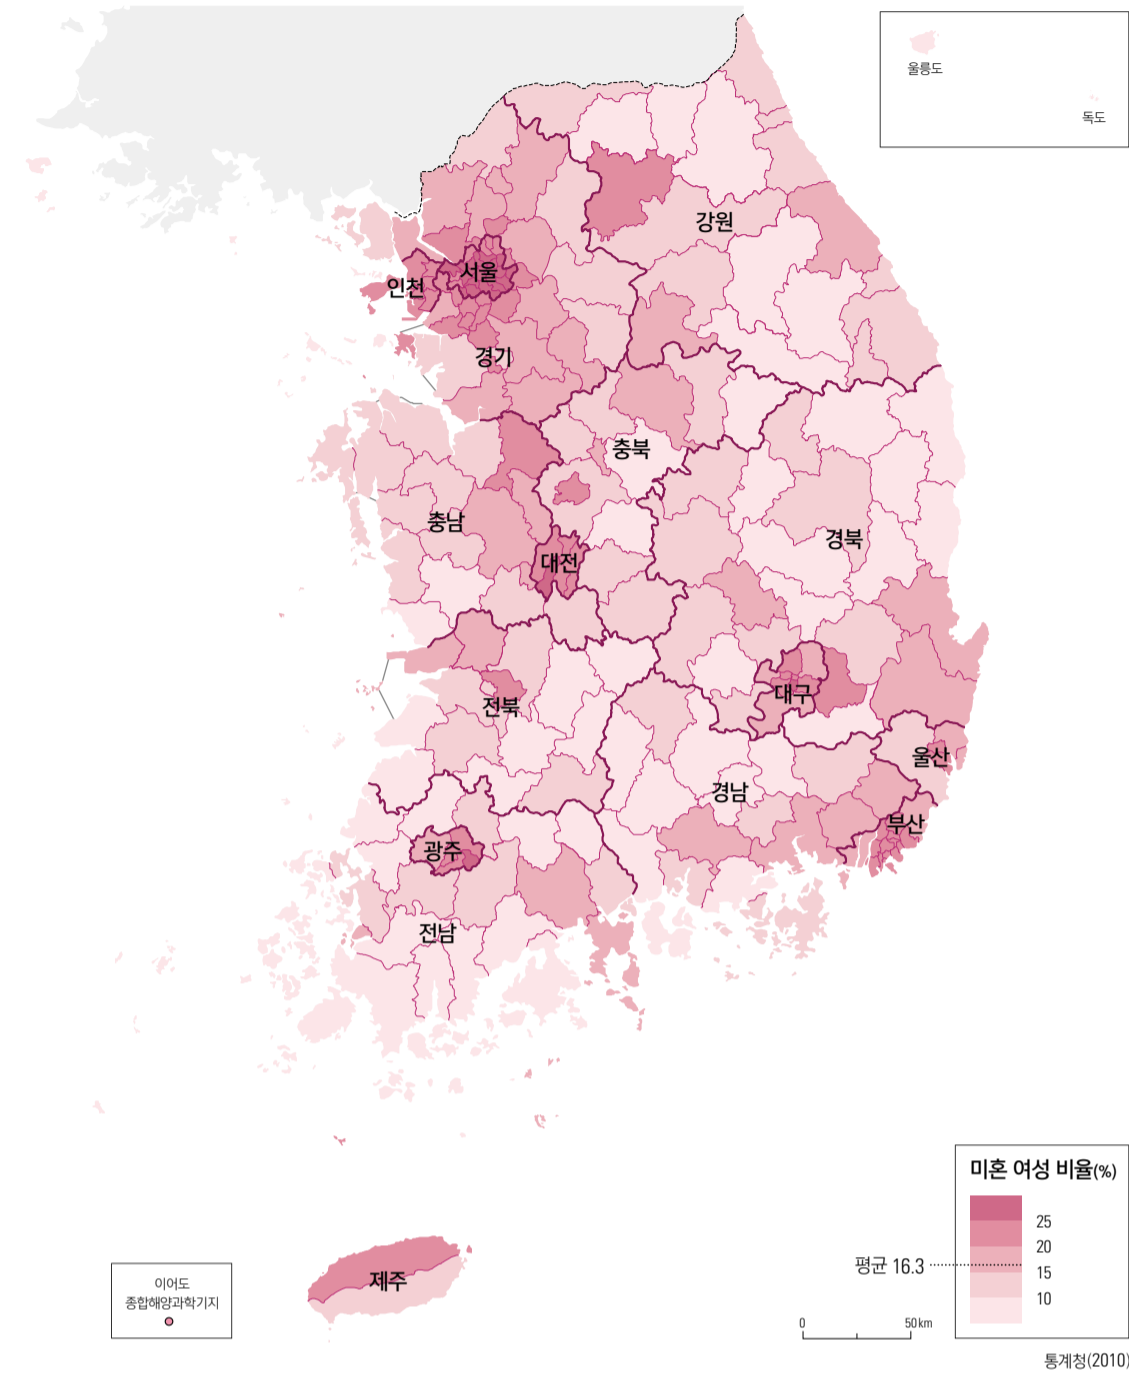 울릉도
독도
강원
서울
인천
경기
충북
충남
경북
대전
대구
전북
울산
경남
부산
광주
전남
제주
이어도
종합해양과학기지
미혼 여성 비율(%)
25
20
평균 16.3
15
10
0 50km
통계청(2010)